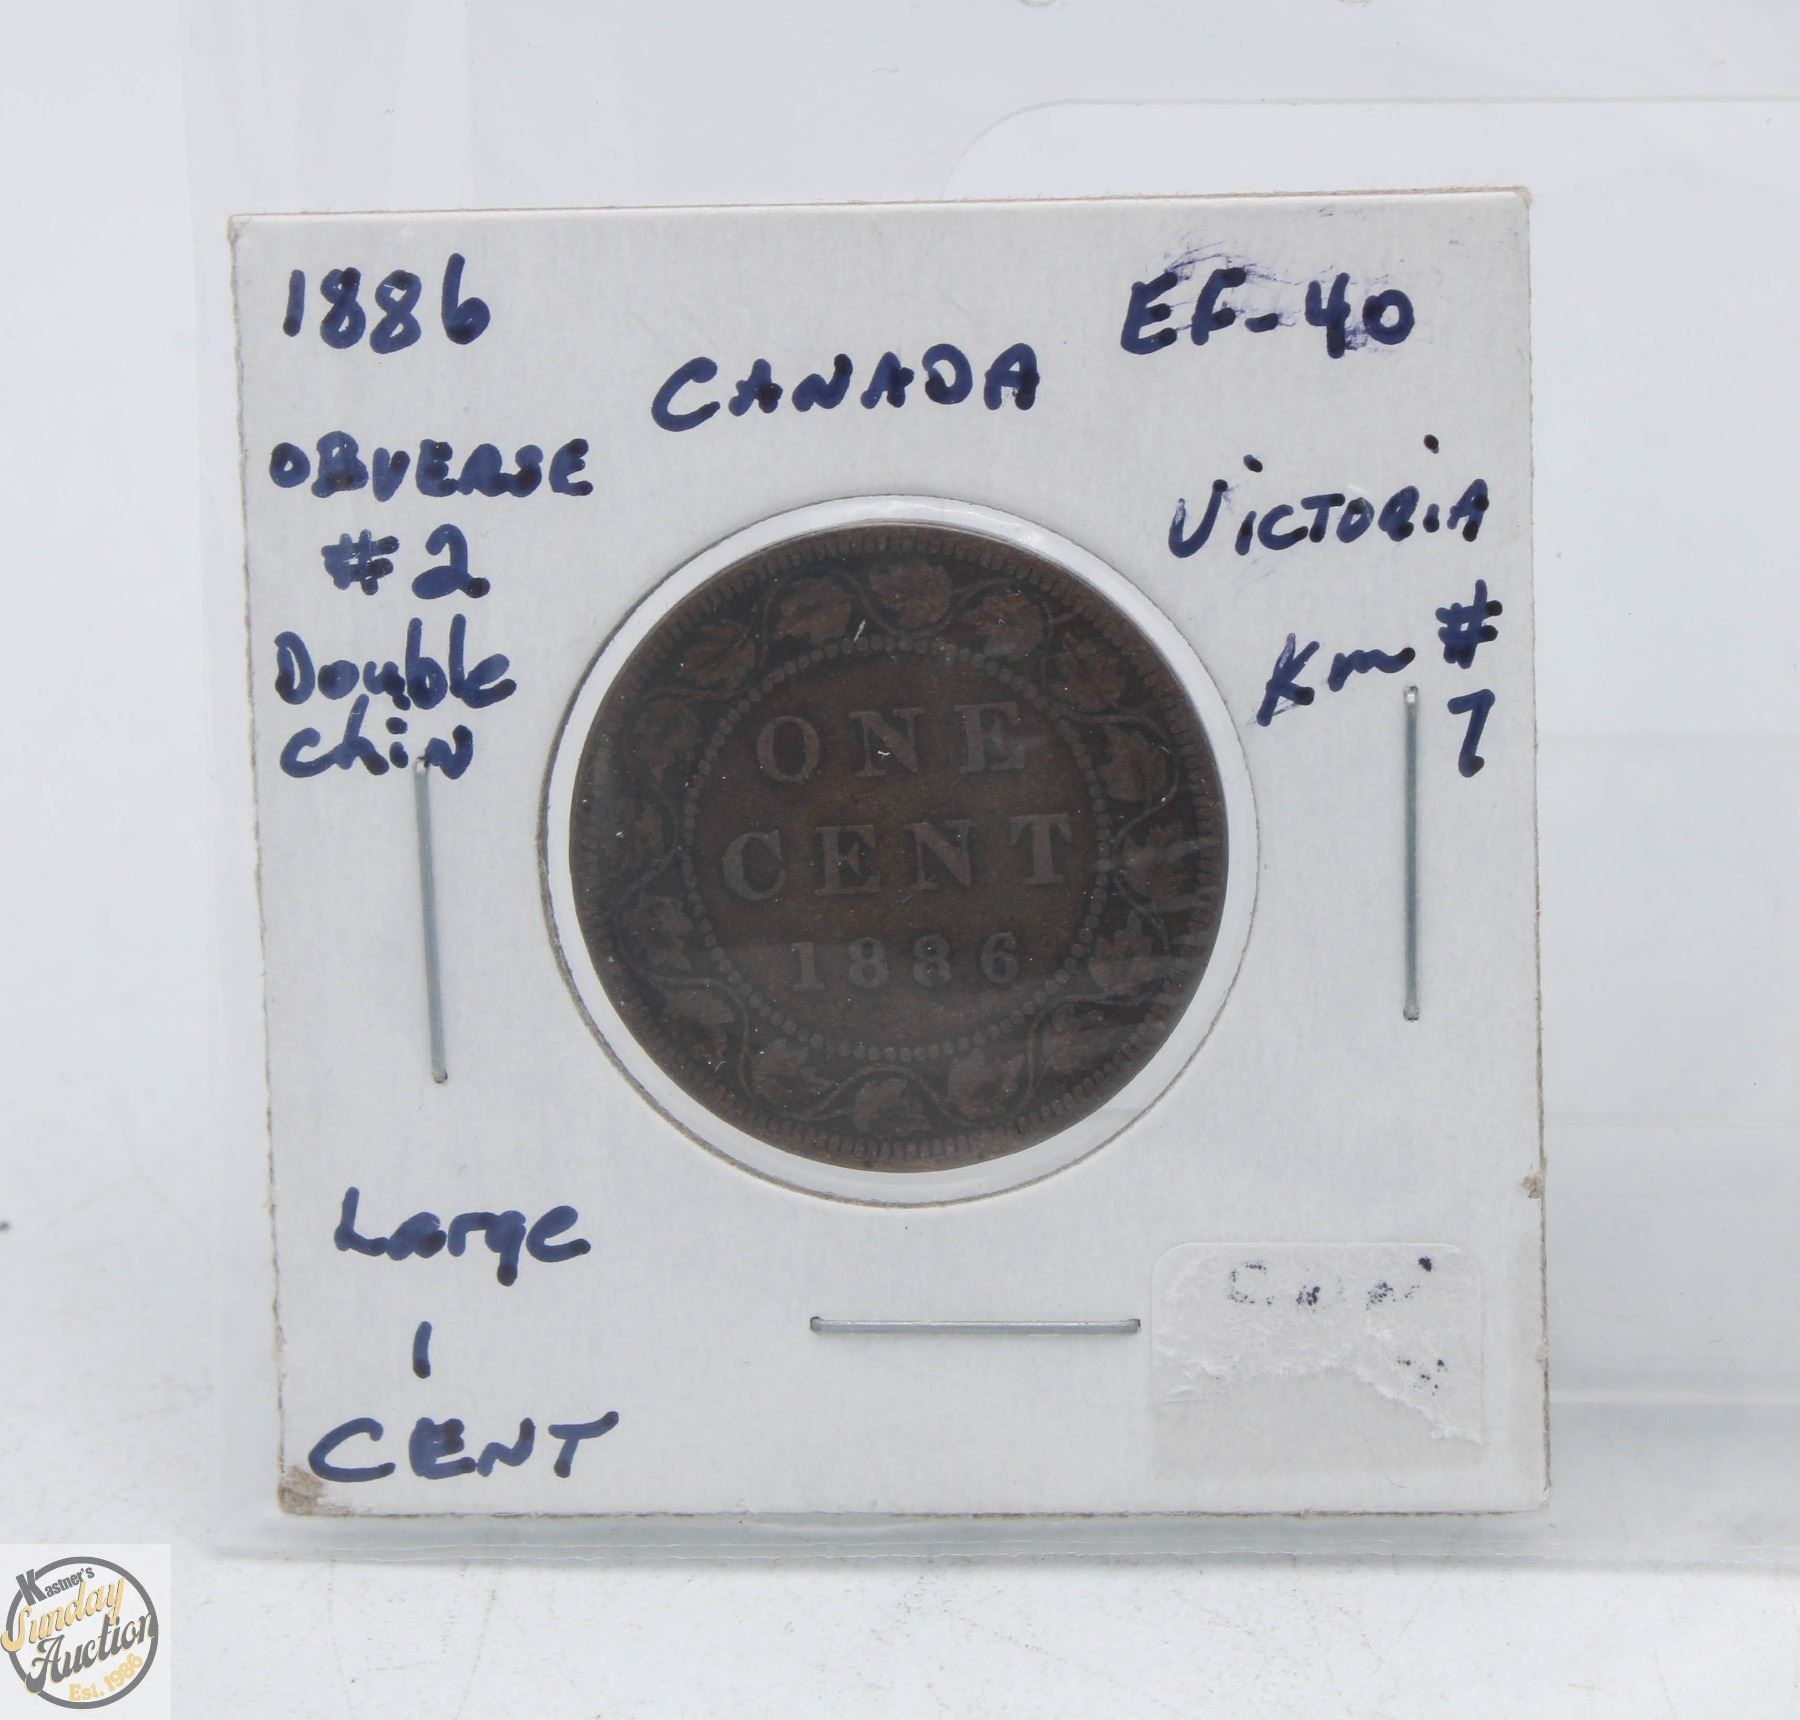 1886
CANADA
EF-40
OBVERSE
#2
Double
chin
VICTORIA
Km #
7
ONE
CENT
1886
Large
1
CENT
Kastner's
Sunday
Auction
Est. 1986